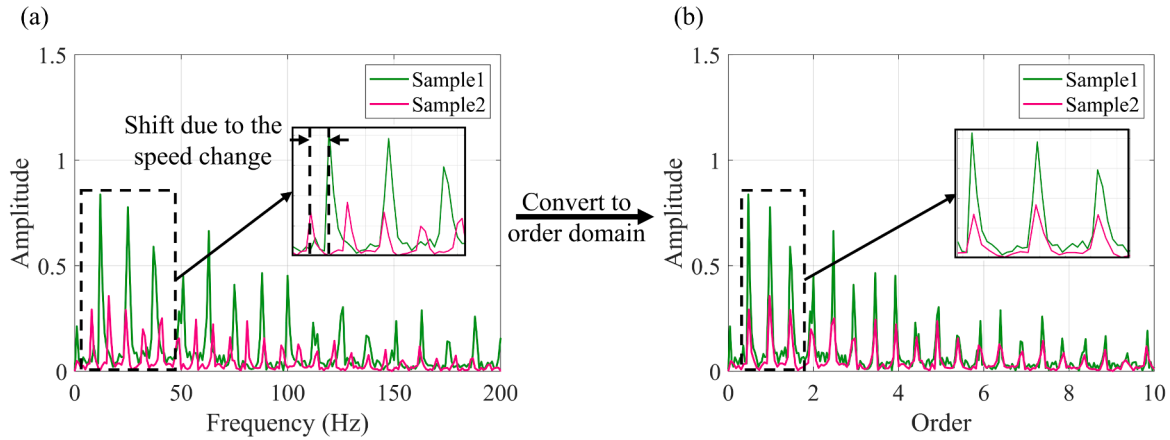 (a)
1.5
1
0.5
0
0
50
100
150
200
Amplitude
Frequency (Hz)
Sample1
Sample2
Shift due to the
speed change
Convert to
order domain
(b)
1.5
1
0.5
0
0
2
4
6
8
10
Amplitude
Order
Sample1
Sample2